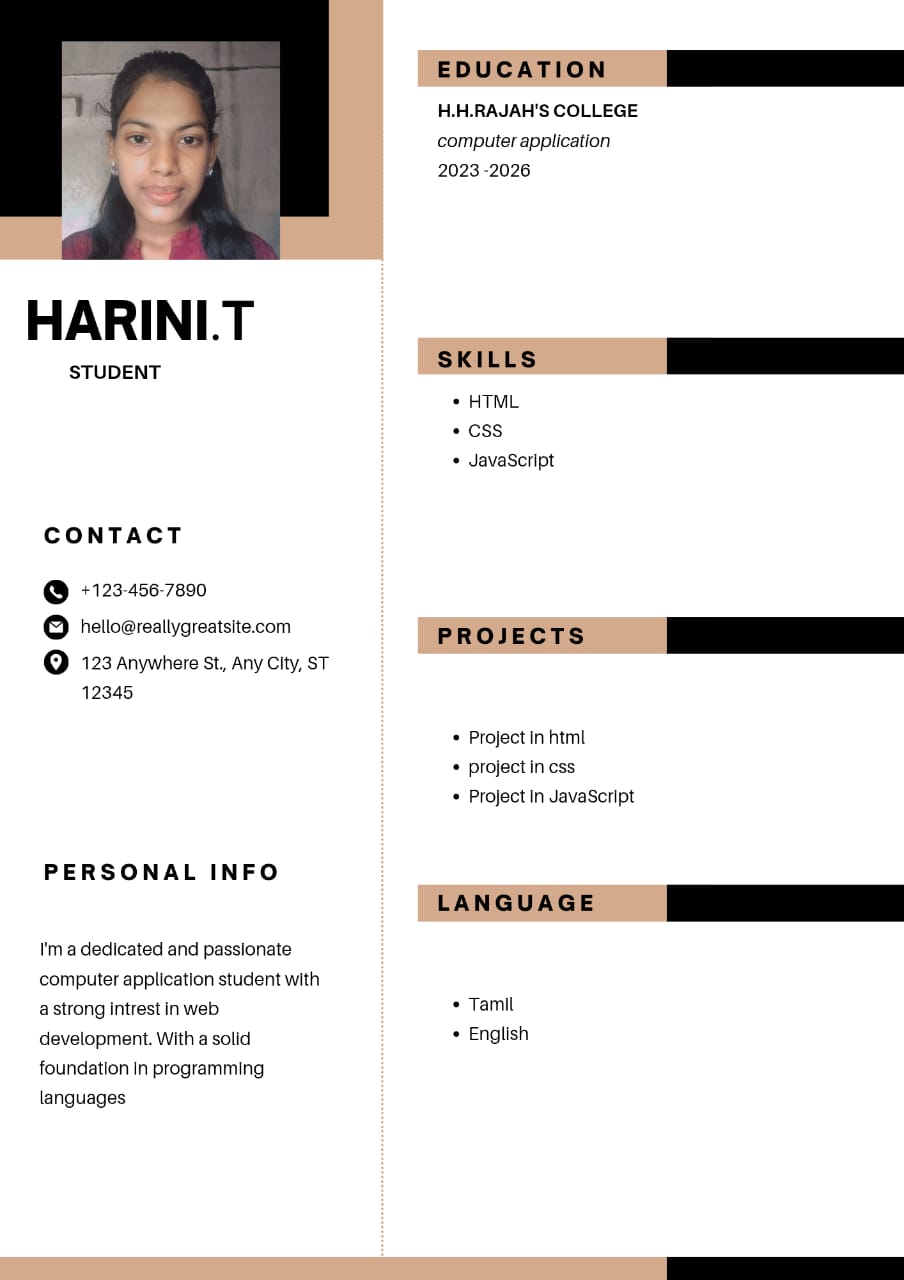 HARINI.T
STUDENT
CONTACT
+123-456-7890
hello@reallygreatsite.com
123 Anywhere St., Any City, ST
12345
PERSONAL INFO
I'm a dedicated and passionate
computer application student with
a strong intrest in web
development. With a solid
foundation in programming
languages
EDUCATION
H.H.RAJAH'S COLLEGE
computer application
2023 -2026
SKILLS
• HTML
• CSS
• JavaScript
PROJECTS
• Project in html
• project in css
• Project in JavaScript
LANGUAGE
• Tamil
• English